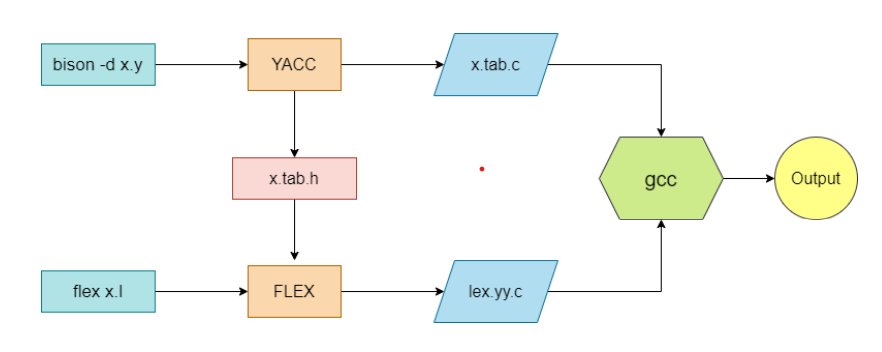 bison -d x.y
YACC
x.tab.c
x.tab.h
gcc
Output
flex x.l
FLEX
lex.yy.c